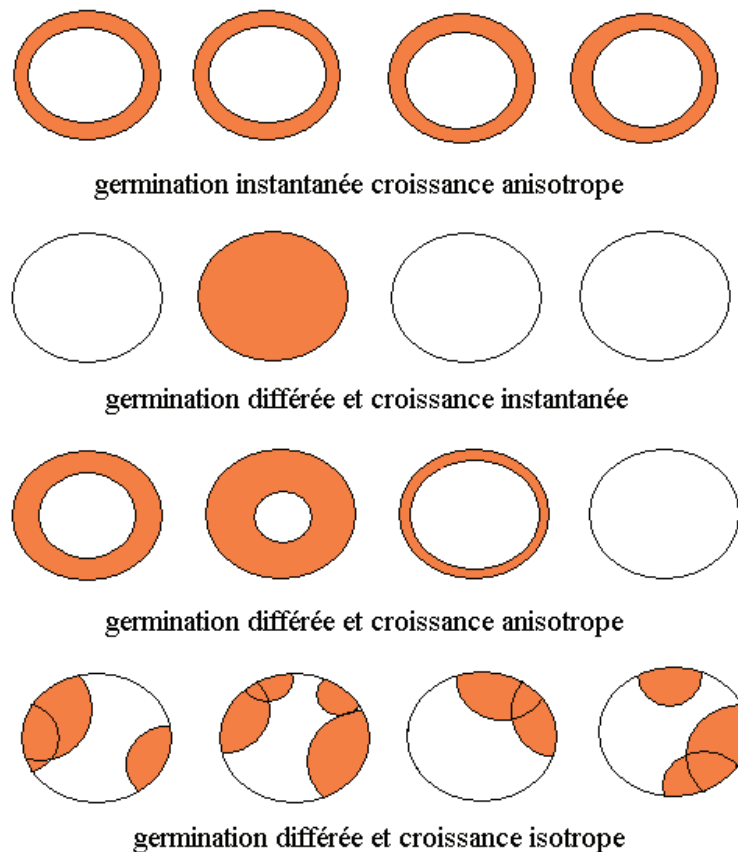 germination instantanée croissance anisotrope
germination différée et croissance instantanée
germination différée et croissance anisotrope
germination différée et croissance isotrope